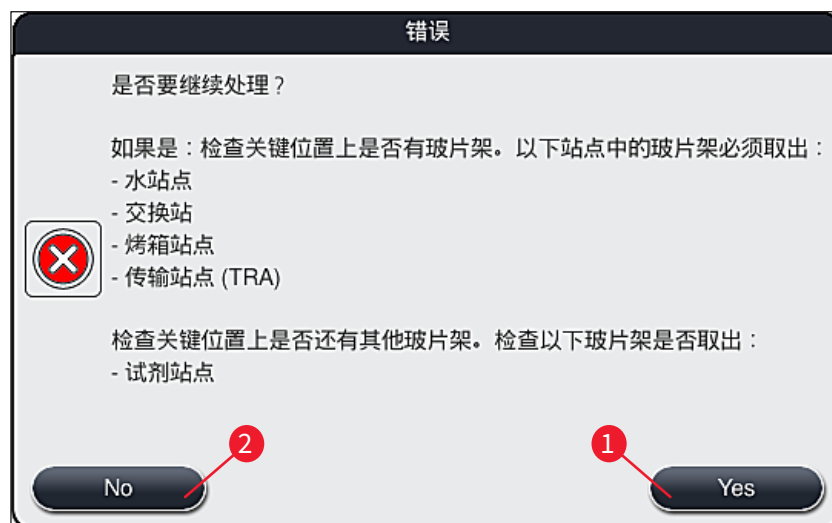 错误
是否要继续处理？
如果是：检查关键位置上是否有玻片架。以下站点中的玻片架必须取出：
- 水站点
- 交换站
- 烤箱站点
- 传输站点 (TRA)
检查关键位置上是否还有其他玻片架。检查以下玻片架是否取出：
- 试剂站点
2
1
No
Yes